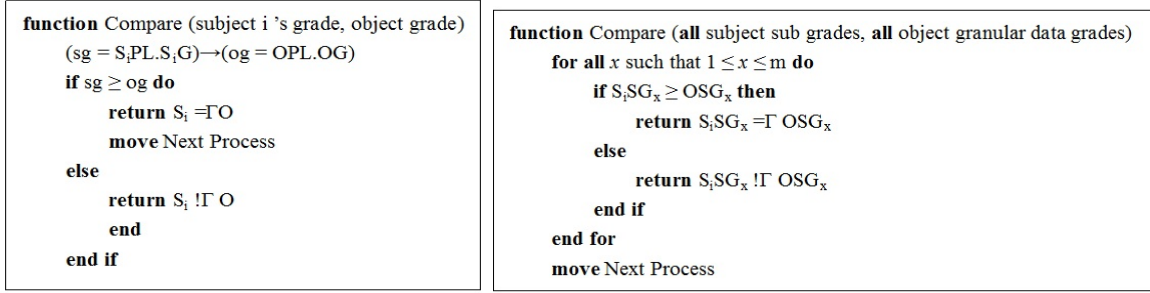 function Compare (subject i 's grade, object grade)
(sg = SᵢPL.SᵢG)→(og = OPL.OG)
if sg ≥ og do
return Sᵢ =ΓO
move Next Process
else
return Sᵢ !Γ O
end
end if
function Compare (all subject sub grades, all object granular data grades)
for all x such that 1 ≤ x ≤ m do
if SᵢSGₓ ≥ OSGₓ then
return SᵢSGₓ =Γ OSGₓ
else
return SᵢSGₓ !Γ OSGₓ
end if
end for
move Next Process